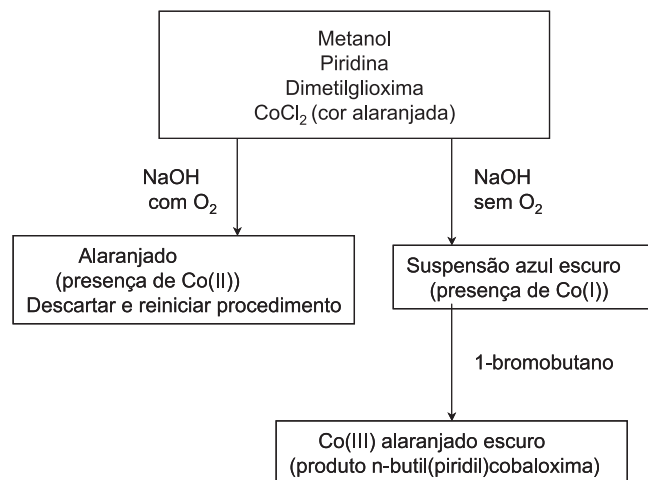 Metanol
Piridina
Dimetilglioxima
CoCl₂ (cor alaranjada)
NaOH
com O₂
NaOH
sem O₂
Alaranjado
(presença de Co(II))
Descartar e reiniciar procedimento
Suspensão azul escuro
(presença de Co(I))
1-bromobutano
Co(III) alaranjado escuro
(produto n-butil(piridil)cobaloxima)